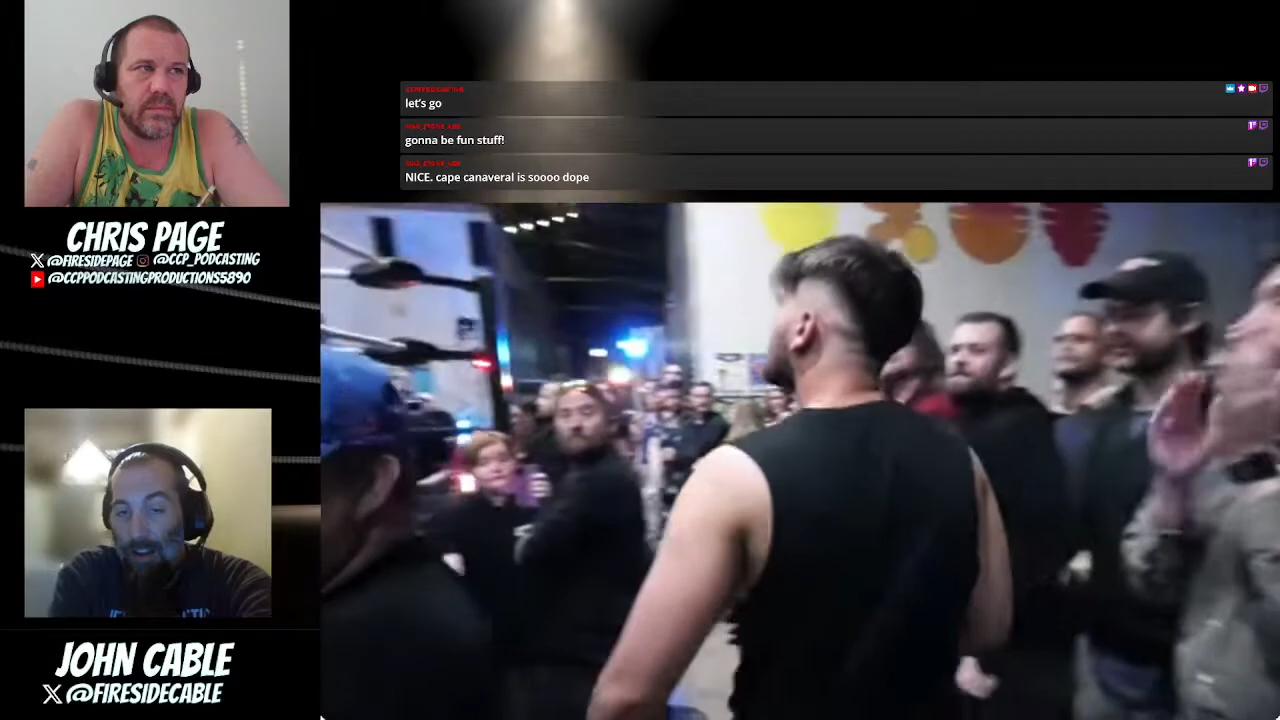 let's go
gonna be fun stuff!
NICE. cape canaveral is soooo dope
CHRIS PAGE
X @FIRESIDEPAGE @CCP_PODCASTING
@CCPPODCASTINGPRODUCTIONS5890
JOHN CABLE
X @FIRESIDECABLE